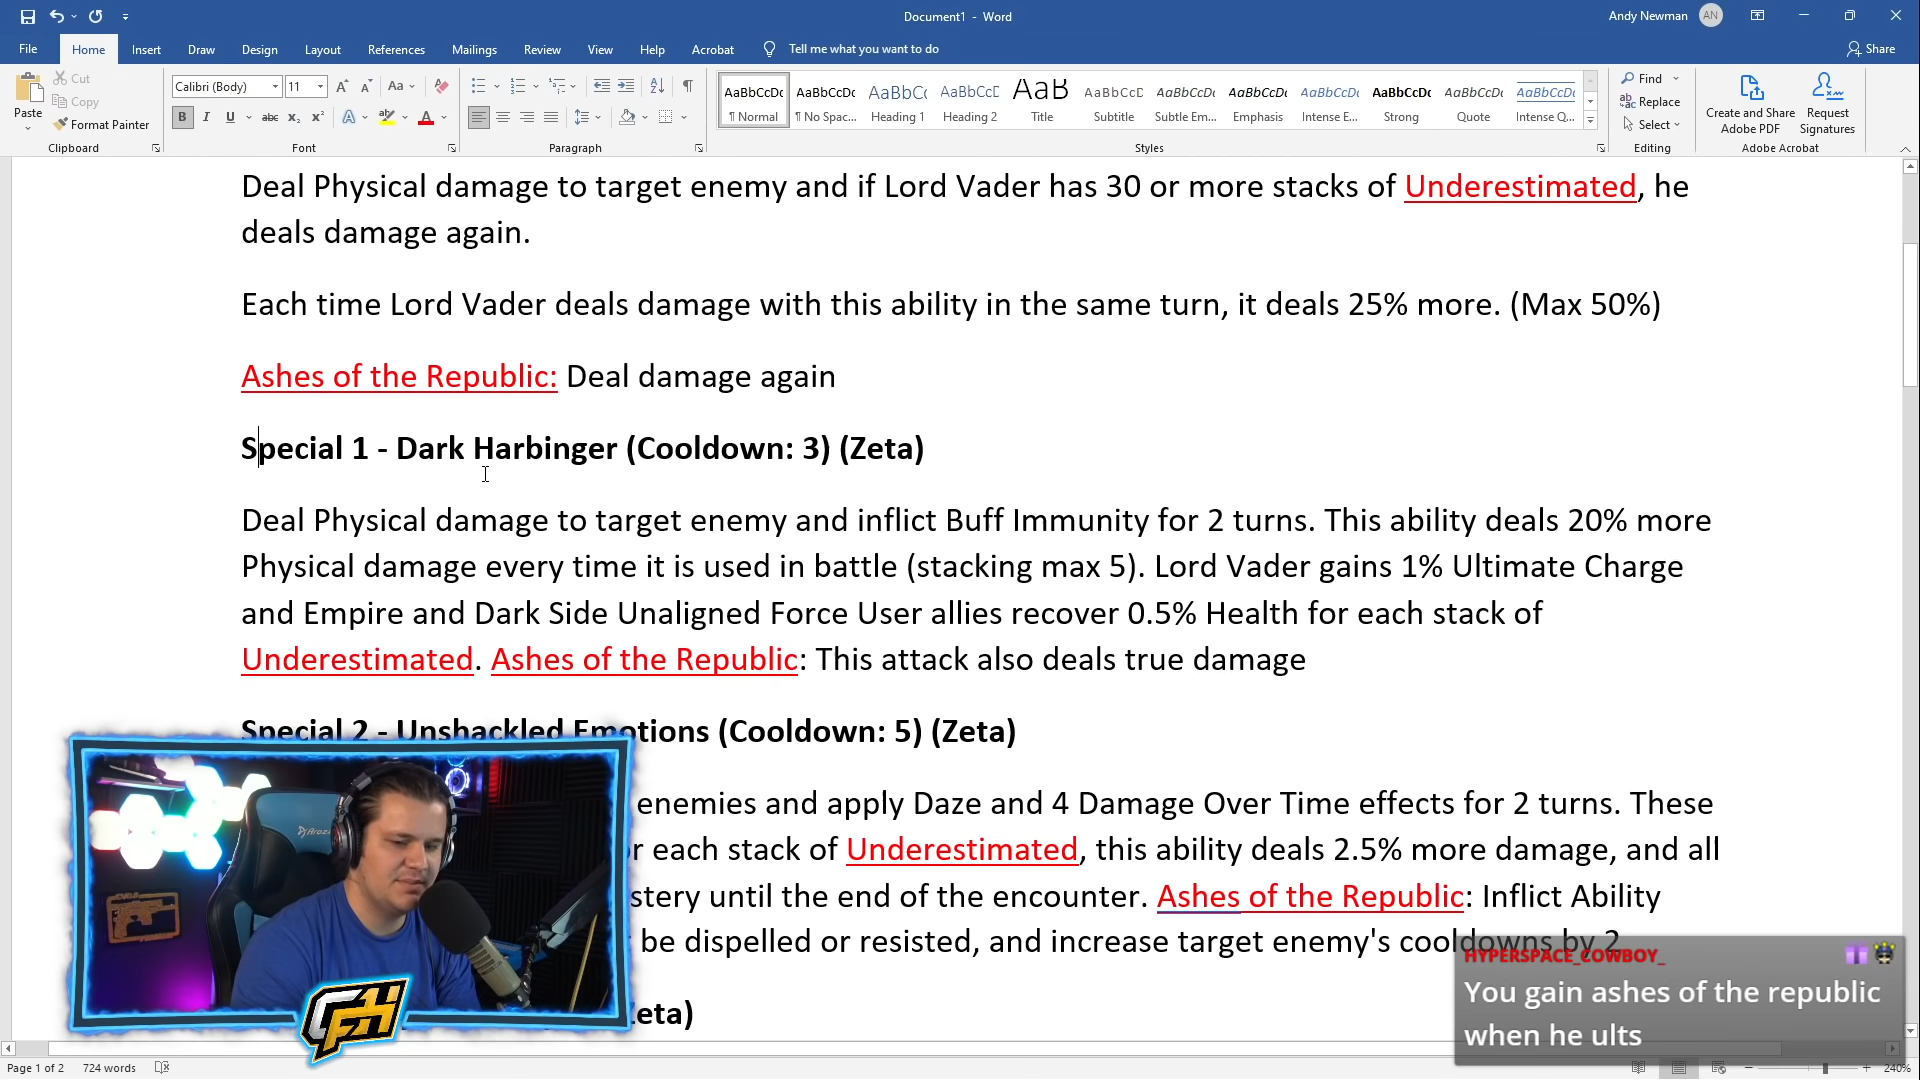 Document1 - Word
Andy Newman AN
File Home Insert Draw Design Layout References Mailings Review View Help Acrobat Tell me what you want to do Share
Paste
Cut
Copy
Format Painter
Calibri (Body) 11
Find
Replace
Select
AaBbCcDc AaBbCcDc AaBbCc AaBbCcD AaB AaBbCcD AaBbCcDc AaBbCcDc AaBbCcDc AaBbCcDc AaBbCcDc AaBbCcDc
¶ Normal ¶ No Spac... Heading 1 Heading 2 Title Subtitle Subtle Em... Emphasis Intense E... Strong Quote Intense Q...
Create and Share Adobe PDF
Request Signatures
Clipboard Font Paragraph Styles Editing Adobe Acrobat
Deal Physical damage to target enemy and if Lord Vader has 30 or more stacks of Underestimated, he
deals damage again.
Each time Lord Vader deals damage with this ability in the same turn, it deals 25% more. (Max 50%)
Ashes of the Republic: Deal damage again
Special 1 - Dark Harbinger (Cooldown: 3) (Zeta)
Deal Physical damage to target enemy and inflict Buff Immunity for 2 turns. This ability deals 20% more
Physical damage every time it is used in battle (stacking max 5). Lord Vader gains 1% Ultimate Charge
and Empire and Dark Side Unaligned Force User allies recover 0.5% Health for each stack of
Underestimated. Ashes of the Republic: This attack also deals true damage
Special 2 - Unshackled Emotions (Cooldown: 5) (Zeta)
enemies and apply Daze and 4 Damage Over Time effects for 2 turns. These
each stack of Underestimated, this ability deals 2.5% more damage, and all
until the end of the encounter. Ashes of the Republic: Inflict Ability
be dispelled or resisted, and increase target enemy's cooldowns by 2
HYPERSPACE_COWBOY_
You gain ashes of the republic
when he ults
Page 1 of 2 724 words 240%